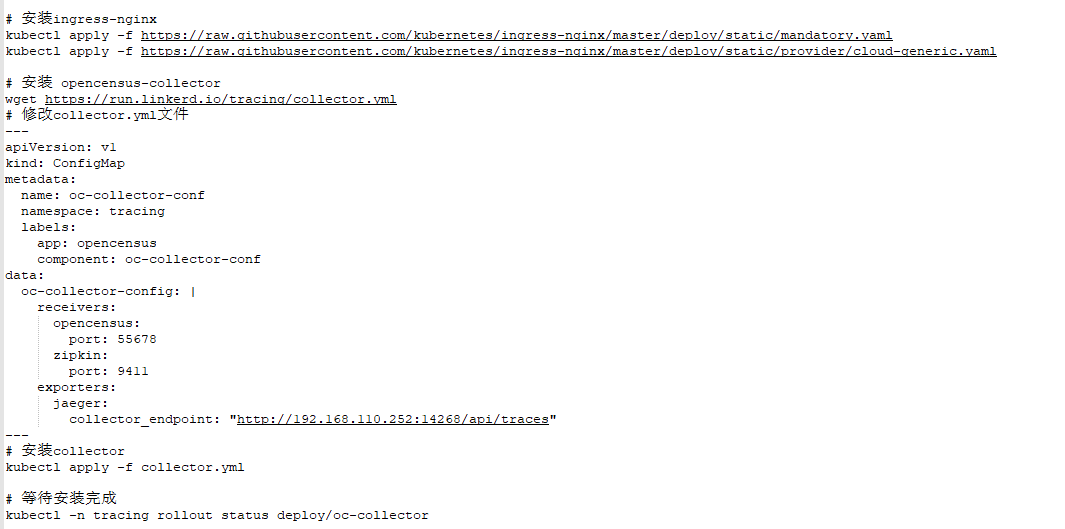 # 安装ingress-nginx
kubectl apply -f https://raw.githubusercontent.com/kubernetes/ingress-nginx/master/deploy/static/mandatory.yaml
kubectl apply -f https://raw.githubusercontent.com/kubernetes/ingress-nginx/master/deploy/static/provider/cloud-generic.yaml

# 安装 opencensus-collector
wget https://run.linkerd.io/tracing/collector.yml
# 修改collector.yml文件
---
apiVersion: v1
kind: ConfigMap
metadata:
  name: oc-collector-conf
  namespace: tracing
  labels:
    app: opencensus
    component: oc-collector-conf
data:
  oc-collector-config: |
    receivers:
      opencensus:
        port: 55678
      zipkin:
        port: 9411
    exporters:
      jaeger:
        collector_endpoint: "http://192.168.110.252:14268/api/traces"
---
# 安装collector
kubectl apply -f collector.yml

# 等待安装完成
kubectl -n tracing rollout status deploy/oc-collector